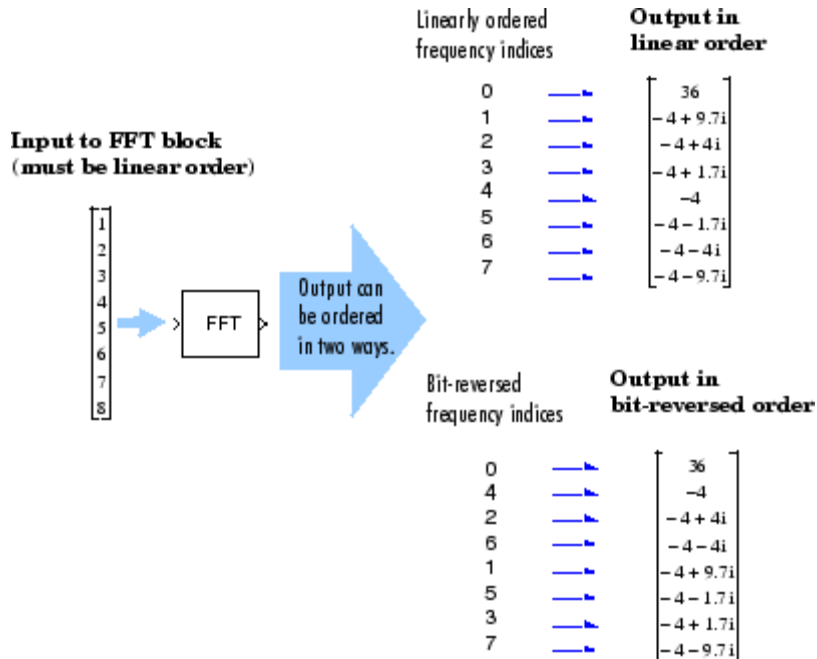 Input to FFT block
(must be linear order)
1
2
3
4
5
6
7
8
FFT
Output can
be ordered
in two ways.
Linearly ordered
frequency indices
0
1
2
3
4
5
6
7
Output in
linear order
36
-4 + 9.7i
-4 + 4i
-4 + 1.7i
-4
-4 - 1.7i
-4 - 4i
-4 - 9.7i
Bit-reversed
frequency indices
0
4
2
6
1
5
3
7
Output in
bit-reversed order
36
-4
-4 + 4i
-4 - 4i
-4 + 9.7i
-4 - 1.7i
-4 + 1.7i
-4 - 9.7i